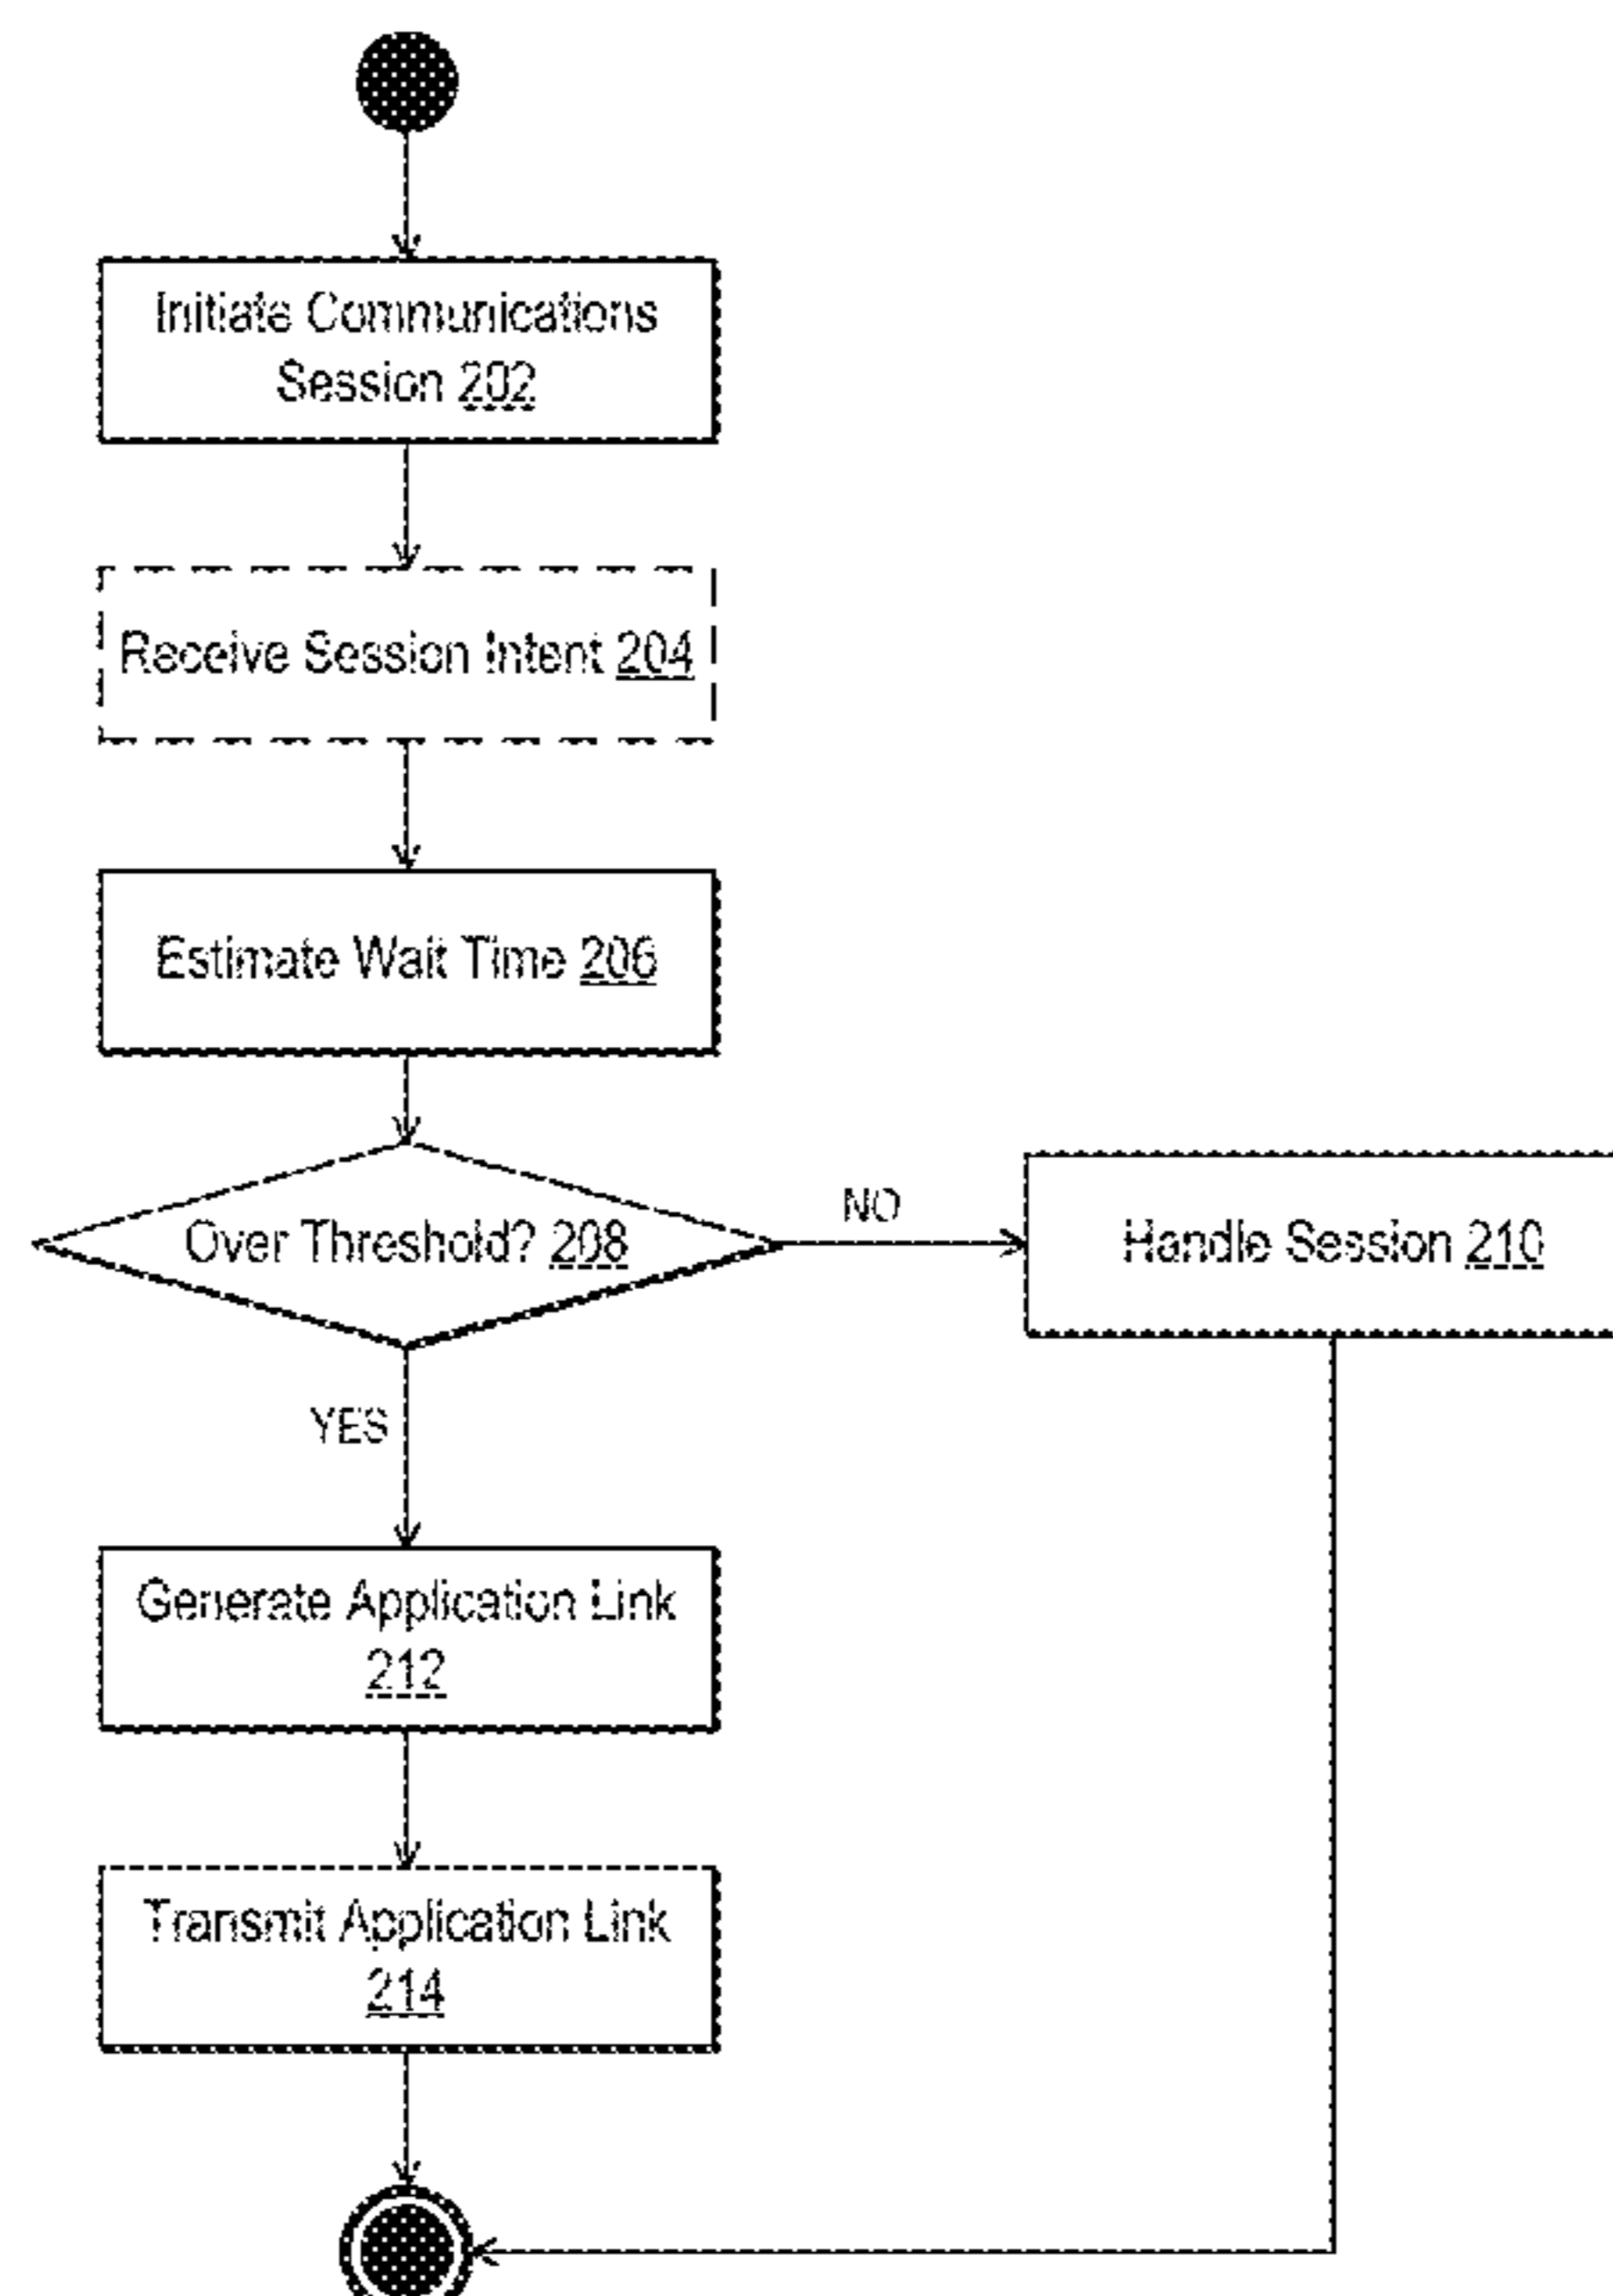 Initiate Communications
Session 202
Receive Session Intent 204
Estimate Wait Time 206
Over Threshold? 208
NO
Handle Session 210
YES
Generate Application Link
212
Transmit Application Link
214